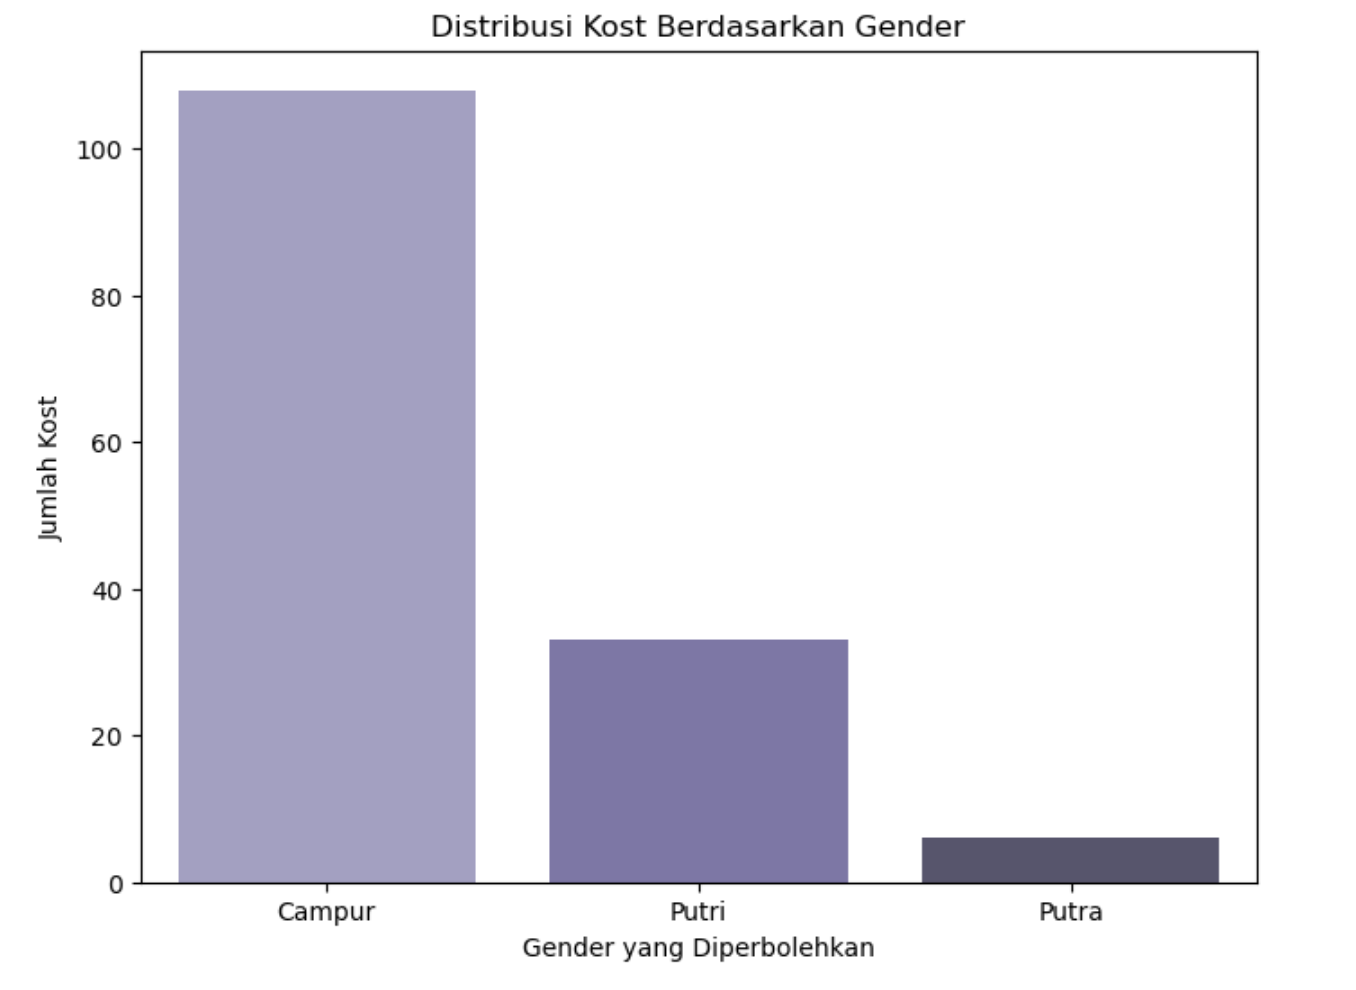 Distribusi Kost Berdasarkan Gender
100
80
60
40
20
0
Jumlah Kost
Campur
Putri
Putra
Gender yang Diperbolehkan